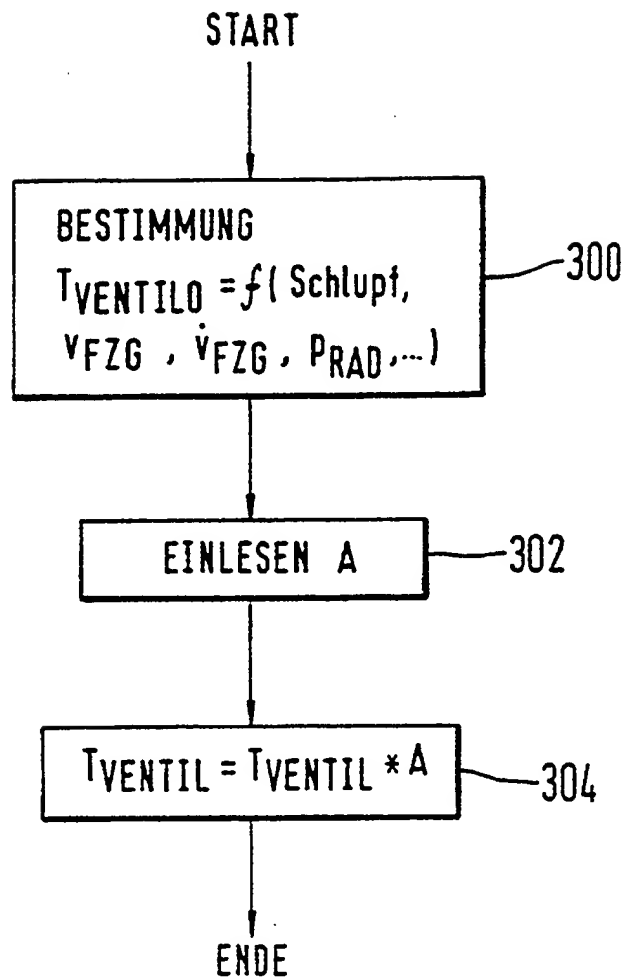 START
BESTIMMUNG
TVENTIL0 = f( Schlupf,
vFZG , v̇FZG , pRAD ,...)
300
EINLESEN A
302
TVENTIL = TVENTIL * A
304
ENDE